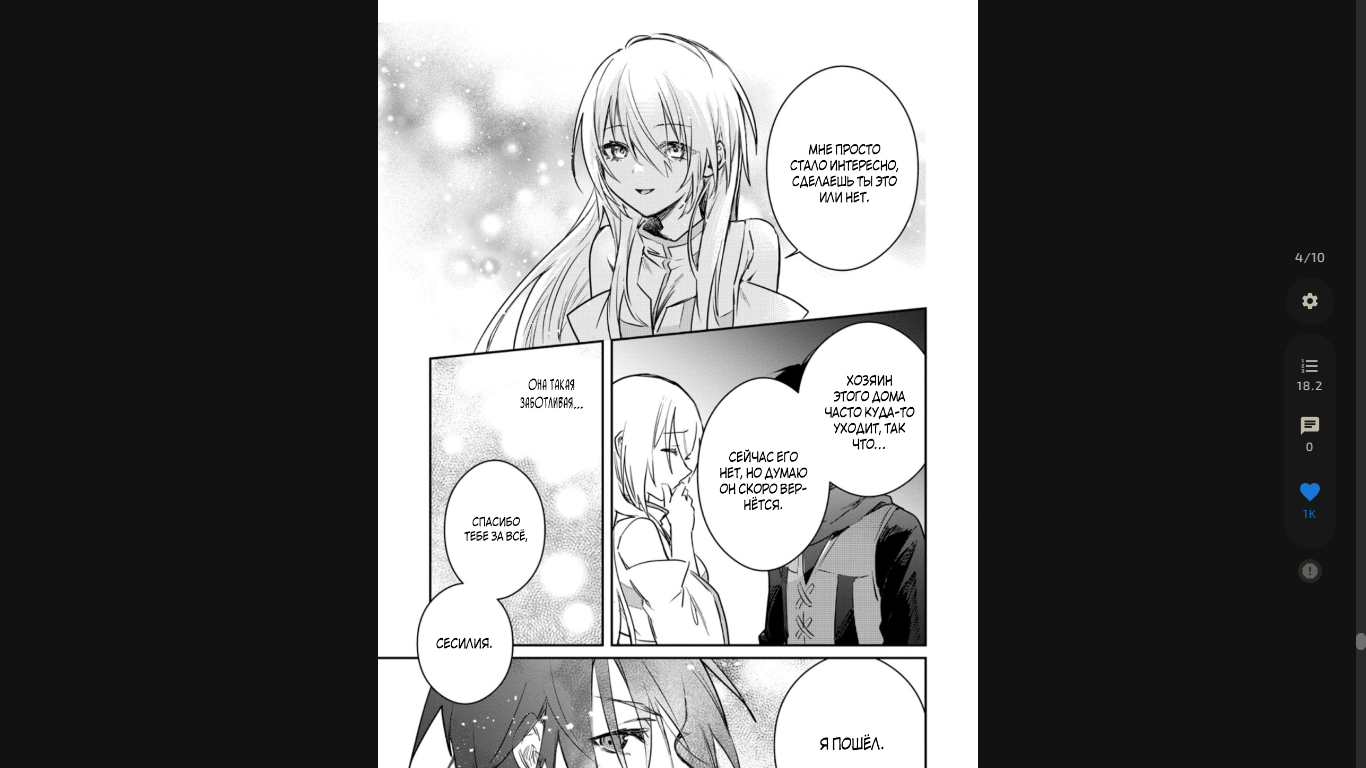 МНЕ ПРОСТО
СТАЛО ИНТЕРЕСНО,
СДЕЛАЕШЬ ТЫ ЭТО
ИЛИ НЕТ.
ХОЗЯИН
ЭТОГО ДОМА
ЧАСТО КУДА-ТО
УХОДИТ, ТАК
ЧТО...
СЕЙЧАС ЕГО
НЕТ, НО ДУМАЮ
ОН СКОРО ВЕР-
НЁТСЯ.
ОНА ТАКАЯ
ЗАБОТЛИВАЯ...
СПАСИБО
ТЕБЕ ЗА ВСЁ,
СЕСИЛИЯ.
Я ПОШЁЛ.
4/10
18.2
0
1K